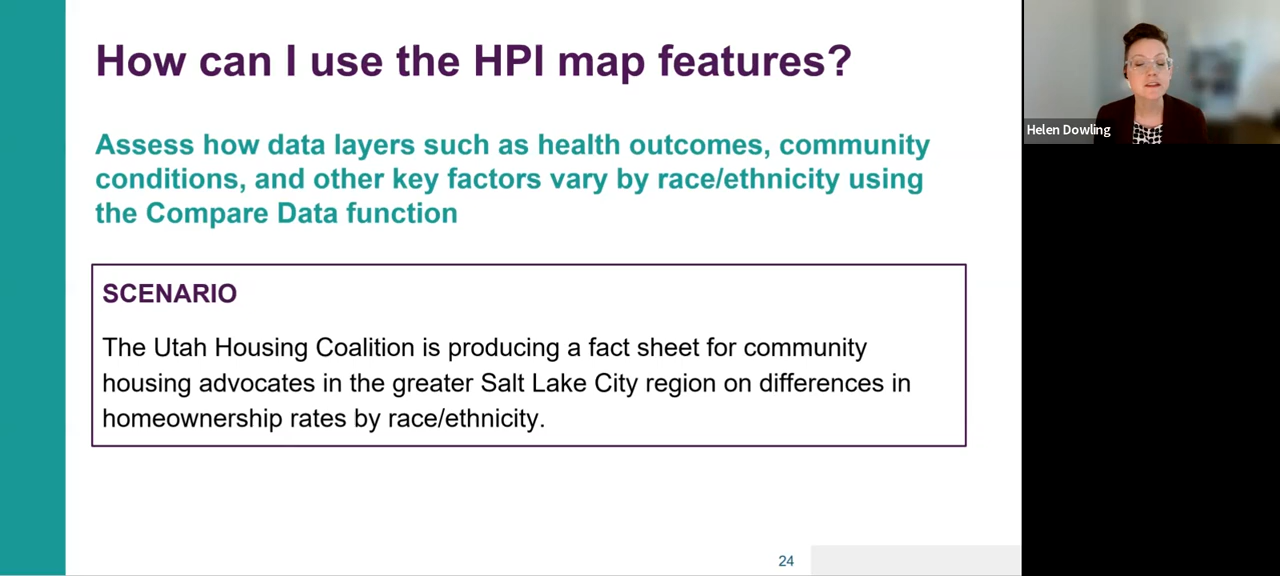 How can I use the HPI map features?
Assess how data layers such as health outcomes, community
conditions, and other key factors vary by race/ethnicity using
the Compare Data function
SCENARIO
The Utah Housing Coalition is producing a fact sheet for community
housing advocates in the greater Salt Lake City region on differences in
homeownership rates by race/ethnicity.
24
Helen Dowling